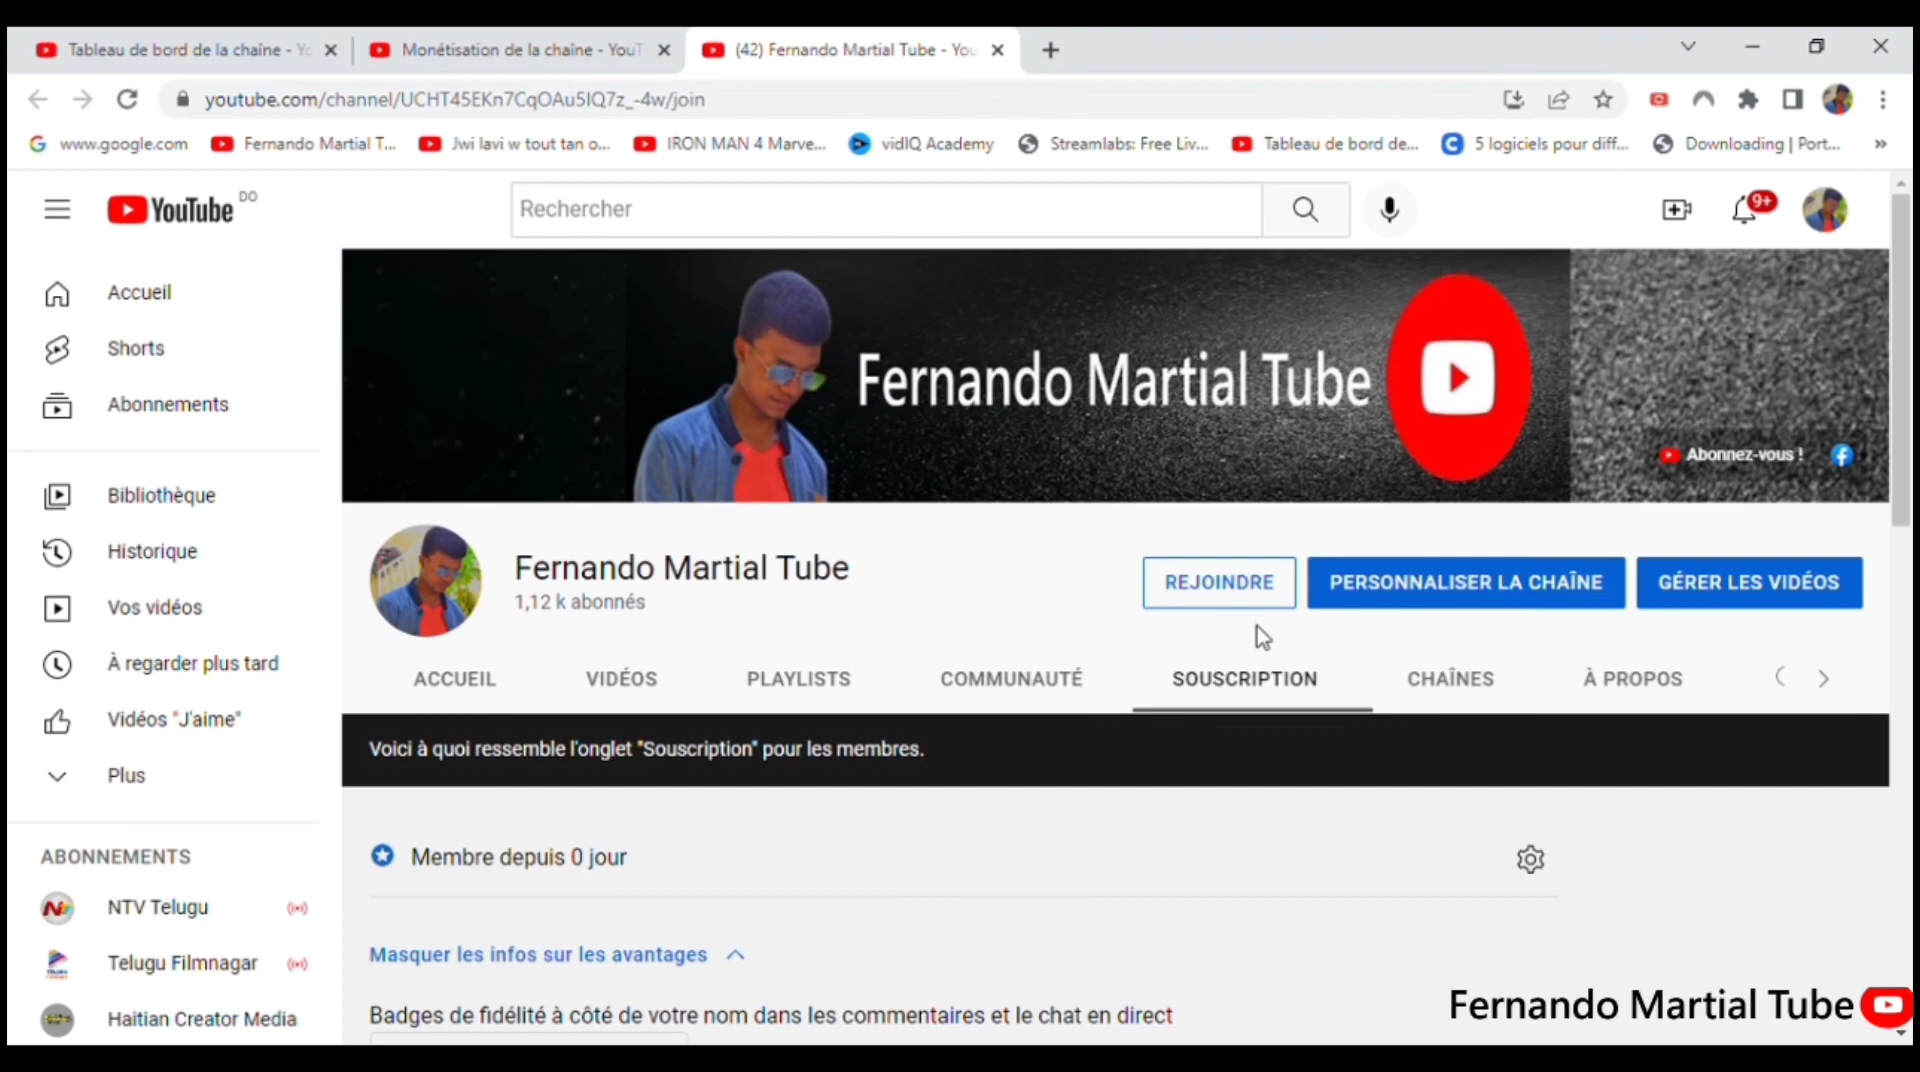 Tableau de bord de la chaîne - Yo
Monétisation de la chaîne - YouT
(42) Fernando Martial Tube - You
youtube.com/channel/UCHT45EKn7CqOAu5IQ7z_-4w/join
www.google.com
Fernando Martial T...
Jwi lavi w tout tan o...
IRON MAN 4 Marve...
vidIQ Academy
Streamlabs: Free Liv...
Tableau de bord de...
5 logiciels pour diff...
Downloading | Port...
YouTube DO
Rechercher
9+
Accueil
Shorts
Abonnements
Bibliothèque
Historique
Vos vidéos
À regarder plus tard
Vidéos "J'aime"
Plus
ABONNEMENTS
NTV Telugu
Telugu Filmnagar
Haitian Creator Media
Fernando Martial Tube
Abonnez-vous !
Fernando Martial Tube
1,12 k abonnés
REJOINDRE
PERSONNALISER LA CHAÎNE
GÉRER LES VIDÉOS
ACCUEIL
VIDÉOS
PLAYLISTS
COMMUNAUTÉ
SOUSCRIPTION
CHAÎNES
À PROPOS
Voici à quoi ressemble l'onglet "Souscription" pour les membres.
Membre depuis 0 jour
Masquer les infos sur les avantages
Badges de fidélité à côté de votre nom dans les commentaires et le chat en direct
Fernando Martial Tube